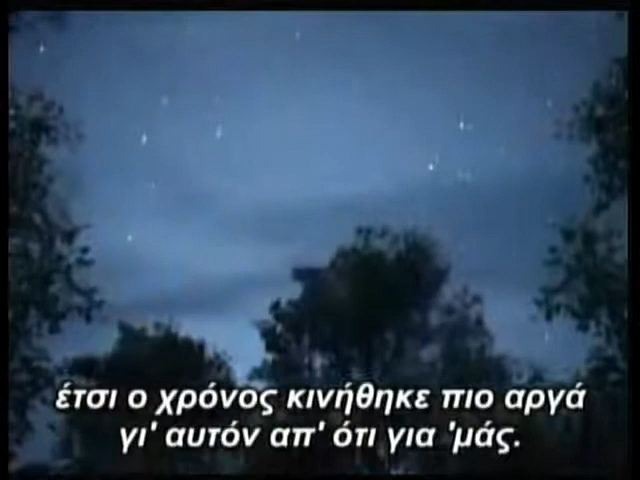 έτσι ο χρόνος κινήθηκε πιο αργά
γι' αυτόν απ' ότι για 'μάς.